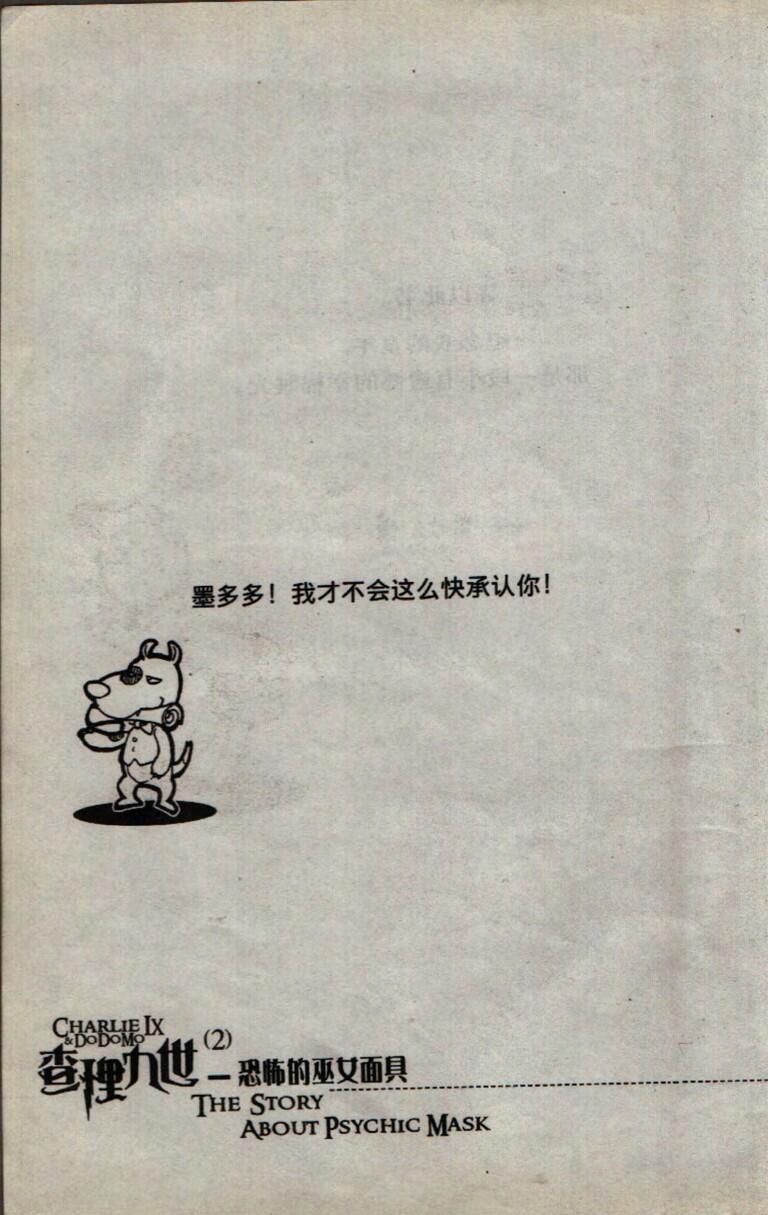 墨多多！我才不会这么快承认你！
CHARLIE IX
&DODOMO
查理九世(2)
—恐怖的巫女面具
THE STORY
ABOUT PSYCHIC MASK